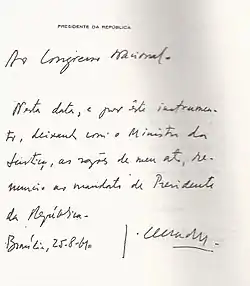 PRESIDENTE DA REPÚBLICA
Ao Congresso Nacional.
Nesta data, e por êste instrumen-
to, deixando com o Ministro da
Justiça, as razões de meu ato, re-
nuncio ao mandato de Presidente
da República.
Brasília, 25.8.61.